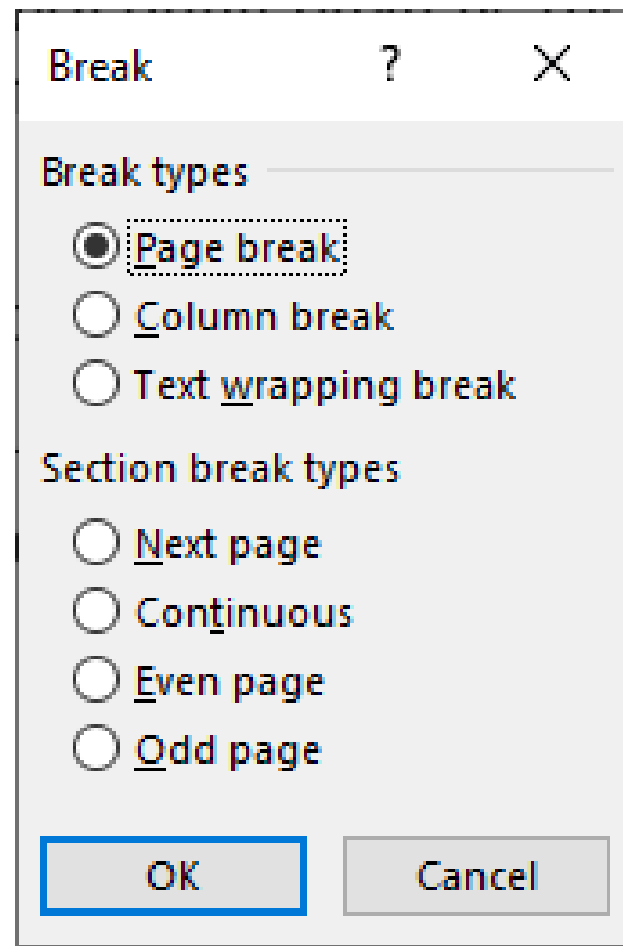 Break ?
Break types
Page break
Column break
Text wrapping break
Section break types
Next page
Continuous
Even page
Odd page
OK Cancel